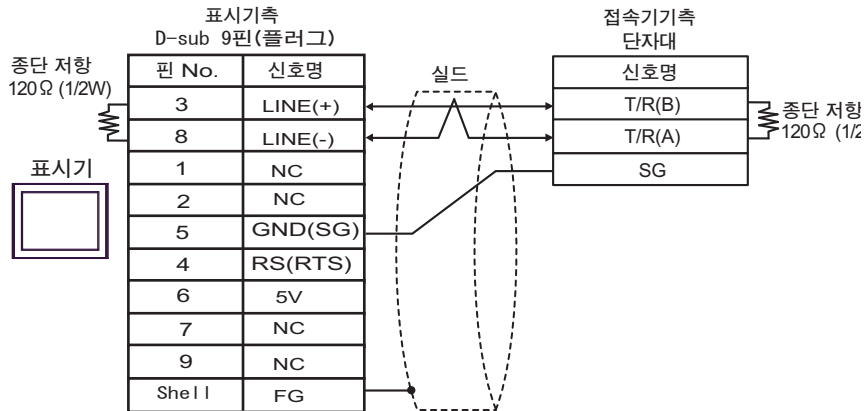 표시기측
D-sub 9핀(플러그)
접속기기측
단자대
종단 저항
120Ω (1/2W)
핀 No. 신호명
실드
신호명
3 LINE(+)
T/R(B)
8 LINE(-)
T/R(A)
종단 저항
120Ω (1/2
표시기
1 NC
SG
2 NC
5 GND(SG)
4 RS(RTS)
6 5V
7 NC
9 NC
Shell FG